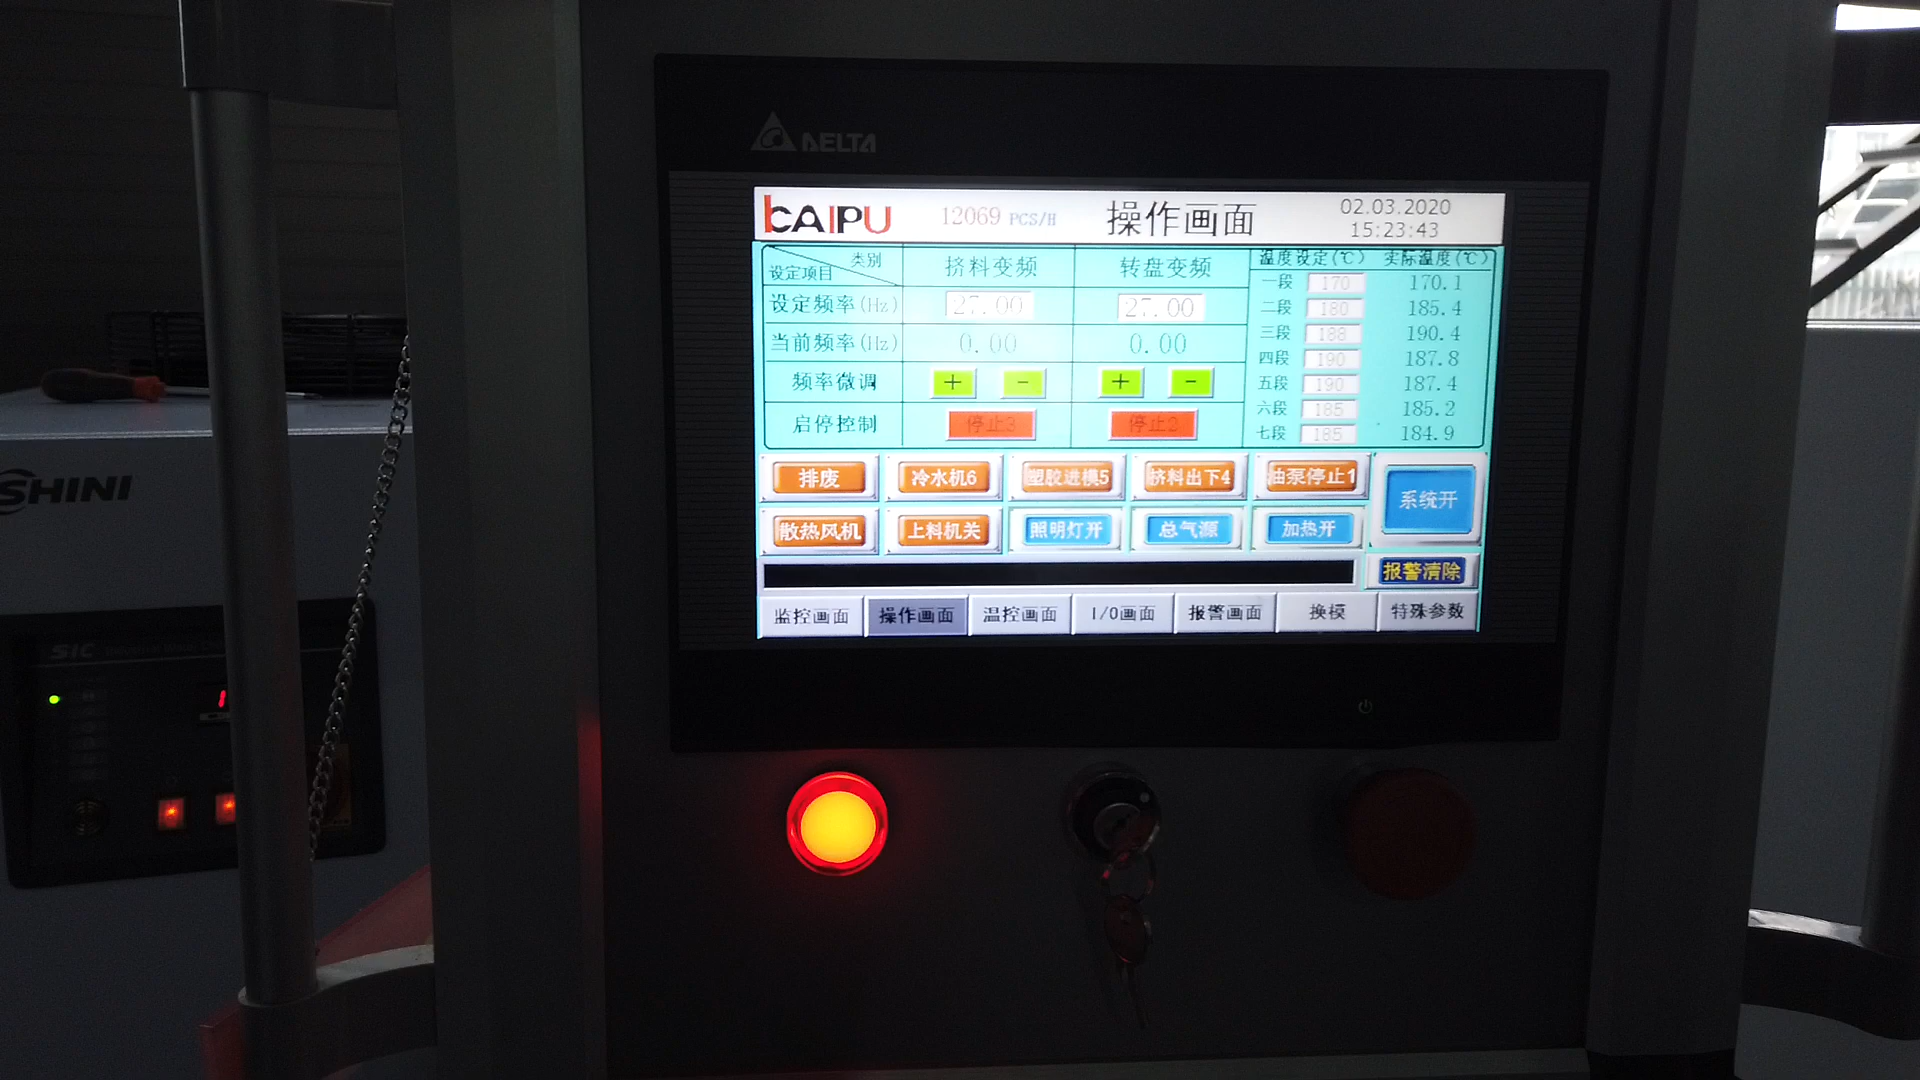 DELTA
CAIPU 12069 PCS/H 操作画面 02.03.2020
15:23:43
类别 设定项目 挤料变频 转盘变频 温度设定(℃) 实际温度(℃)
设定频率(Hz) 27.00 27.00
当前频率(Hz) 0.00 0.00
频率微调 + - + -
启停控制 停止3 停止2
一段 170 170.1
二段 180 185.4
三段 188 190.4
四段 190 187.8
五段 190 187.4
六段 185 185.2
七段 185 184.9
排废 冷水机6 塑胶进模5 挤料出下4 油泵停止1 系统开
散热风机 上料机关 照明灯开 总气源 加热开
报警清除
监控画面 操作画面 温控画面 I/O画面 报警画面 换模 特殊参数
SHINI
SIC